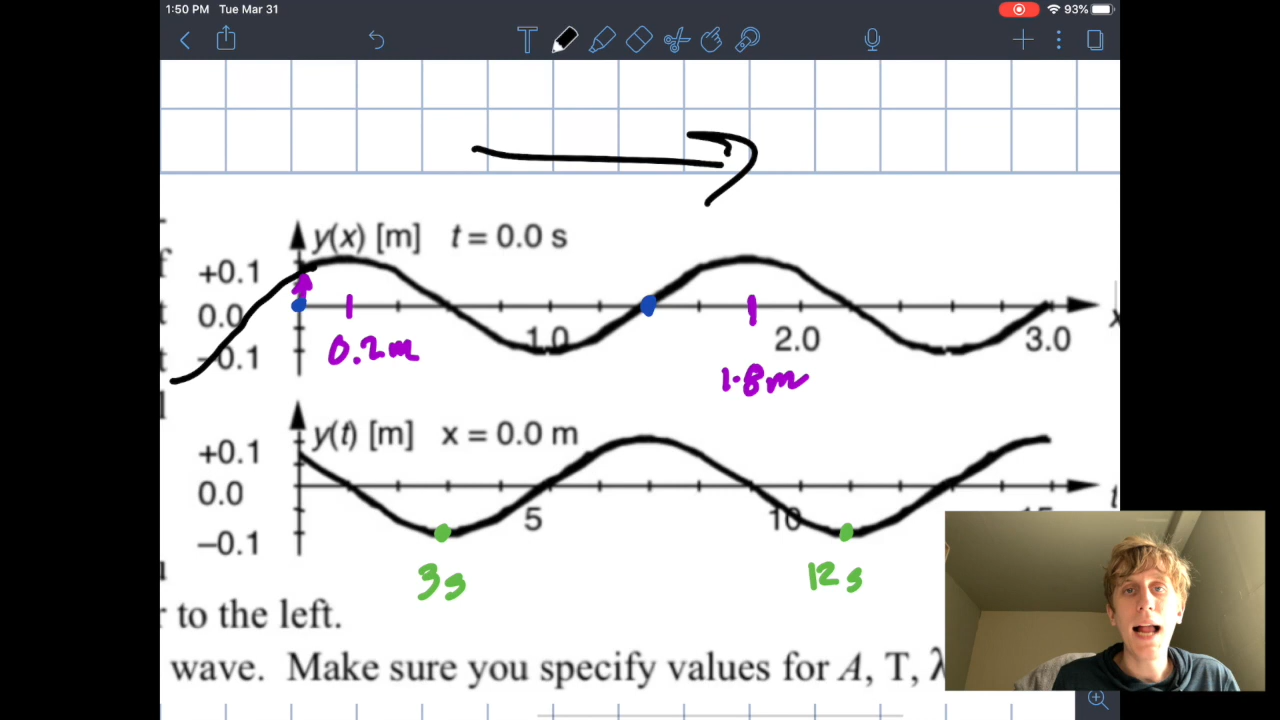 1:50 PM Tue Mar 31
93%
T
y(x) [m] t = 0.0 s
+0.1
0.0
-0.1
1.0
2.0
3.0
x
0.2m
1.8m
y(t) [m] x = 0.0 m
+0.1
0.0
–0.1
5
10
t
3s
12s
r to the left.
wave. Make sure you specify values for A, T, λ